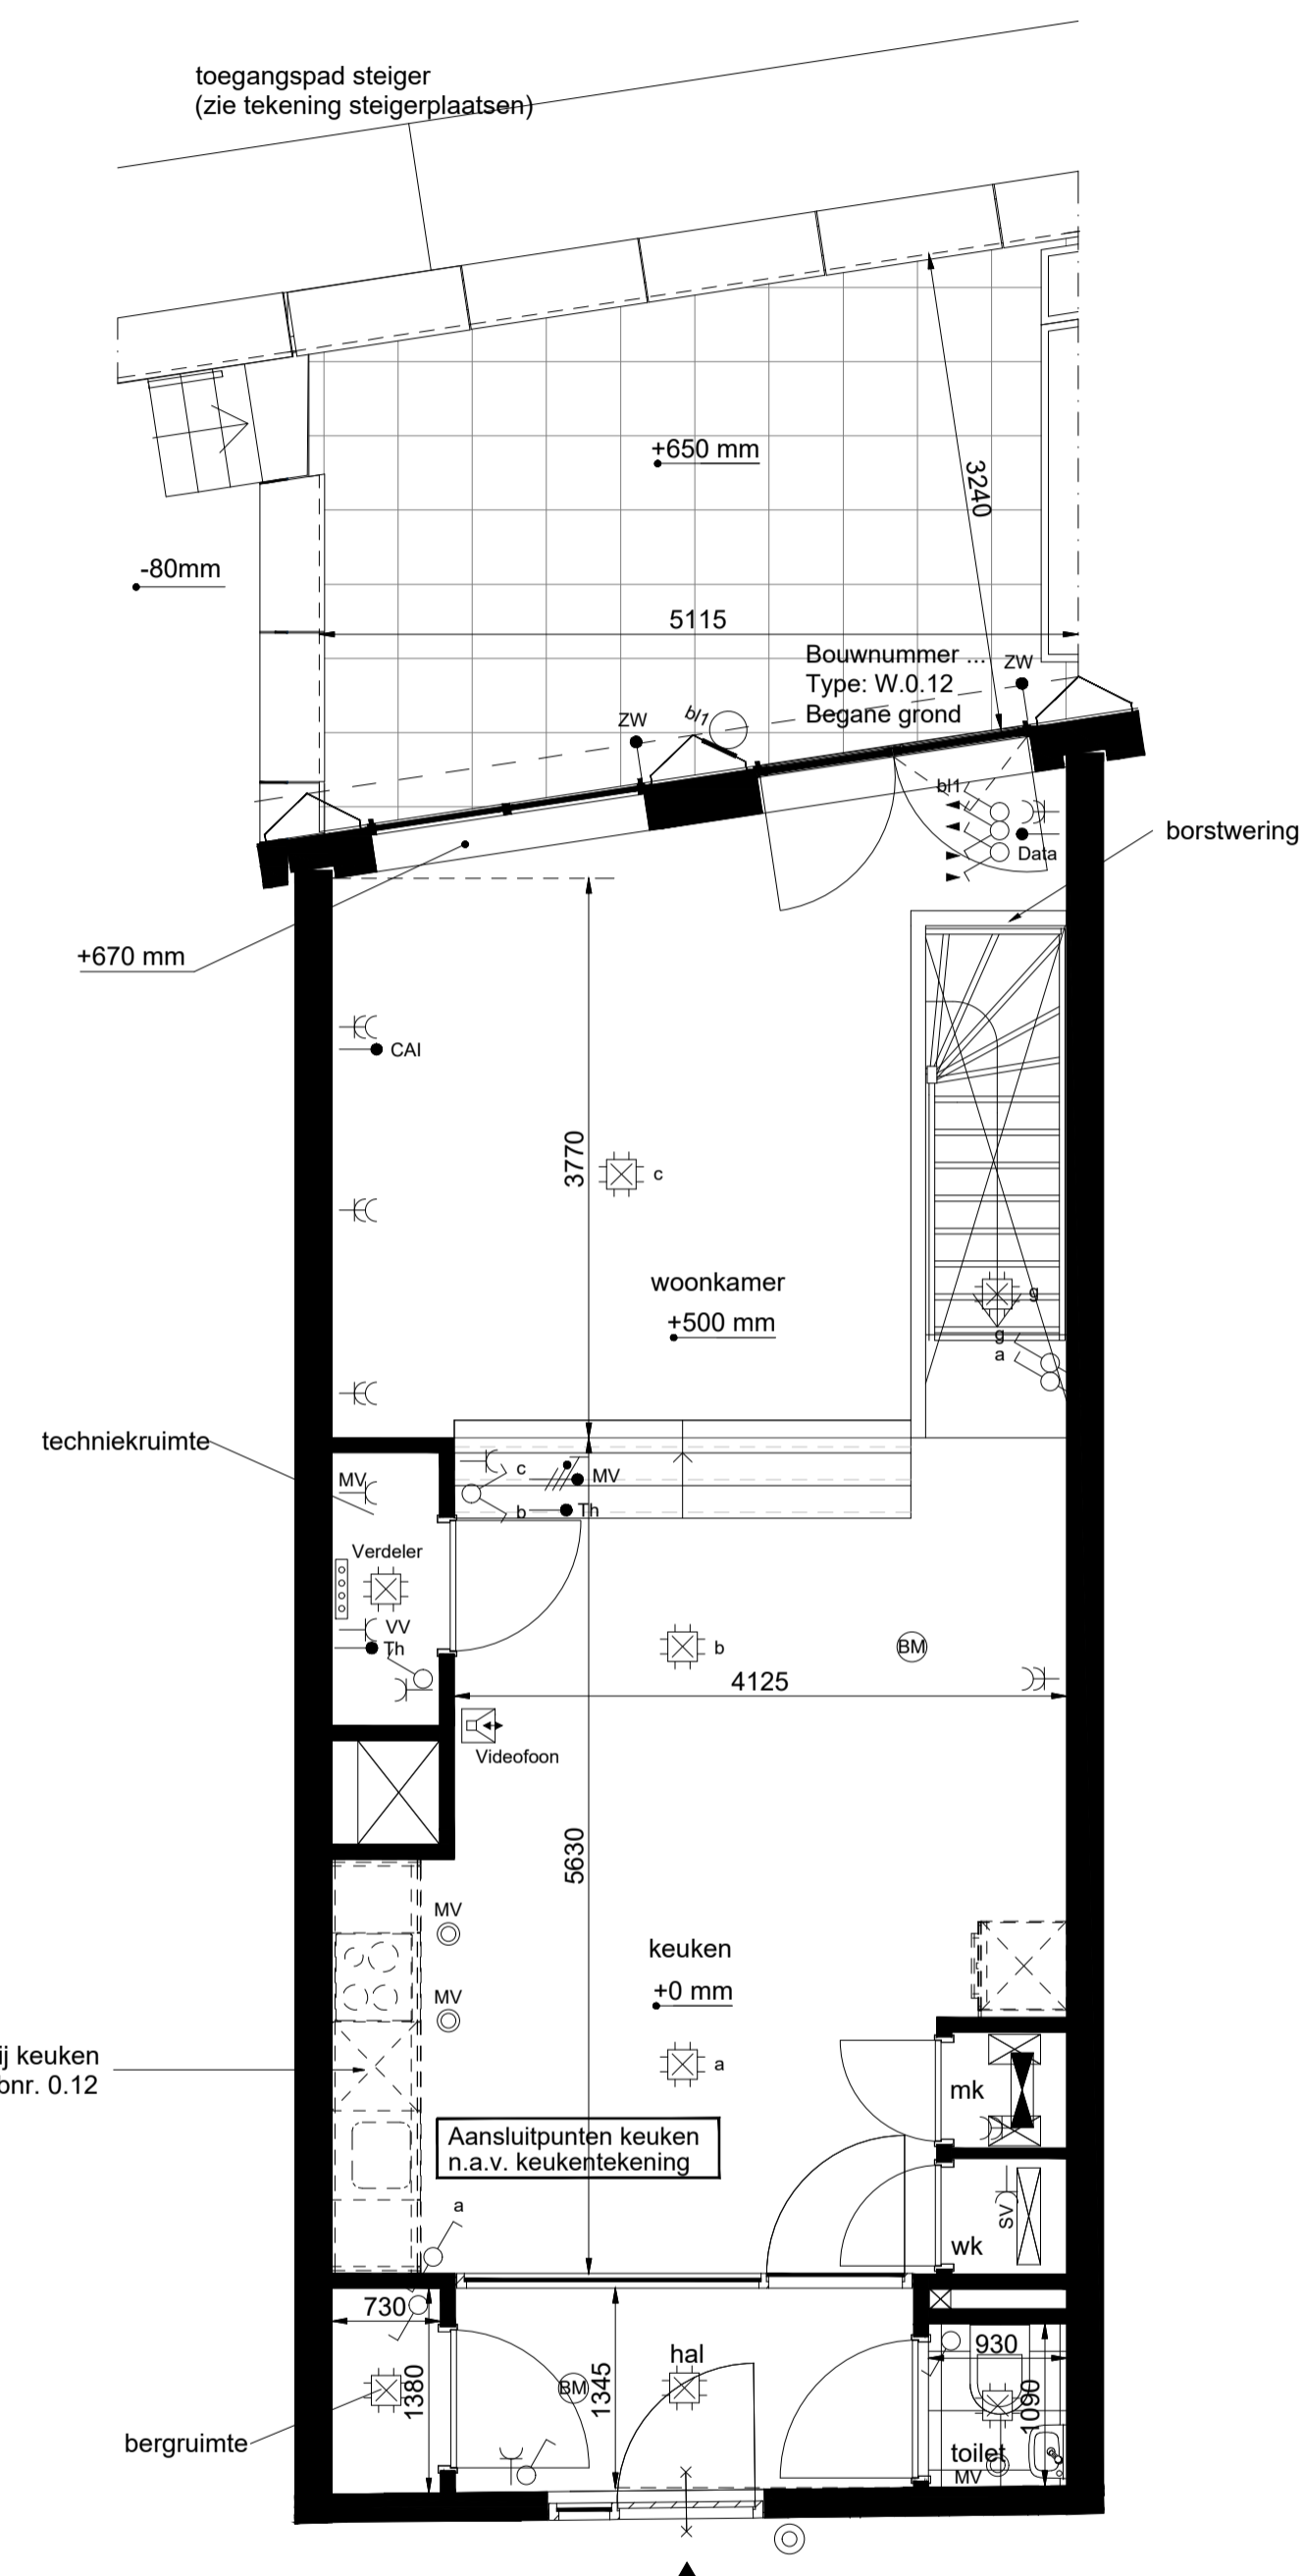 toegangspad steiger
(zie tekening steigerplaatsen)
+650 mm
3240
-80mm
5115
Bouwnummer ...
Type: W.0.12
Begane grond
ZW
ZW
bl1
bl1
Data
borstwering
+670 mm
CAI
3770
c
woonkamer
+500 mm
g
g
a
techniekruimte
MV
c
MV
b
Th
Verdeler
VV
Th
b
BM
4125
Videofoon
5630
MV
keuken
MV
+0 mm
ij keuken
bnr. 0.12
a
mk
Aansluitpunten keuken
n.a.v. keukentekening
a
SV
wk
730
hal
930
1380
BM
1345
1090
bergruimte
toilet
MV